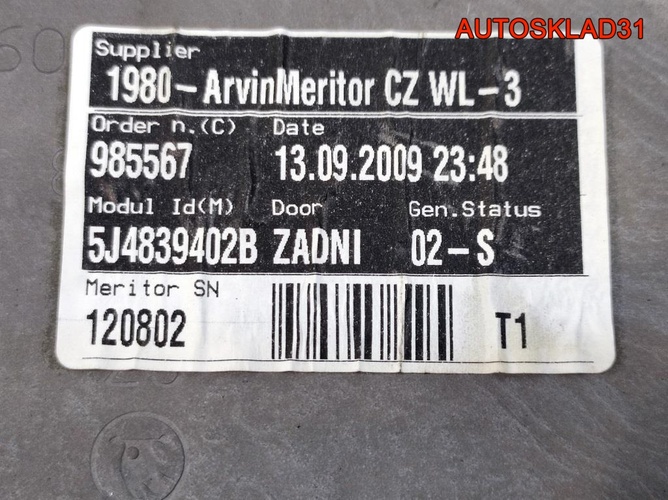 AUTOSKLAD31
Supplier
1980-ArvinMeritor CZ WL-3
Order n.(C) Date
985567 13.09.2009 23:48
Modul Id(M) Door Gen.Status
5J4839402B ZADNI 02-S
Meritor SN
120802 T1